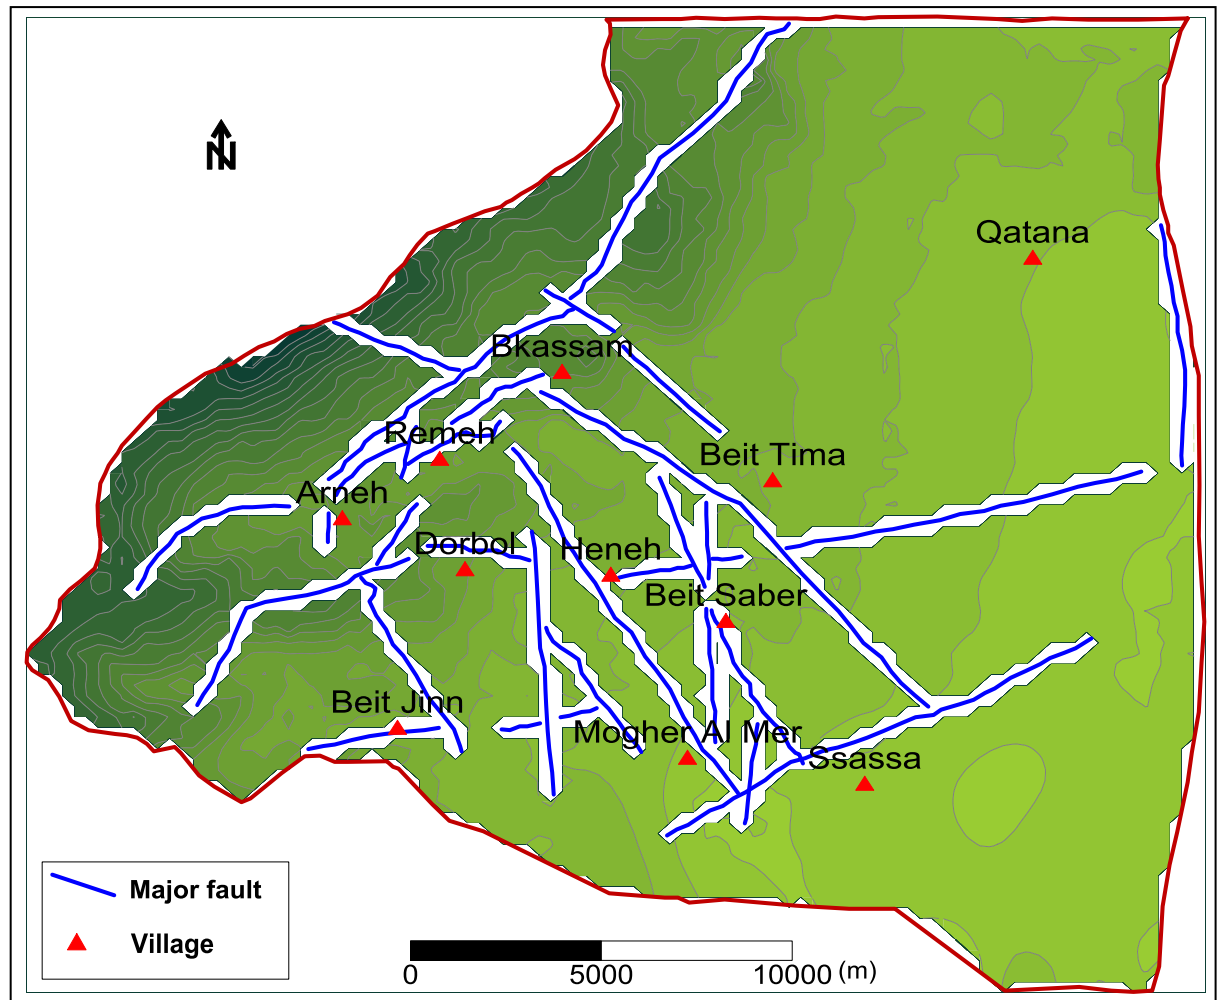 N
Qatana
Bkassam
Remeh
Beit Tima
Arneh
Dorbol
Heneh
Beit Saber
Beit Jinn
Mogher Al Mer
Ssassa
Major fault
Village
0 5000 10000 (m)